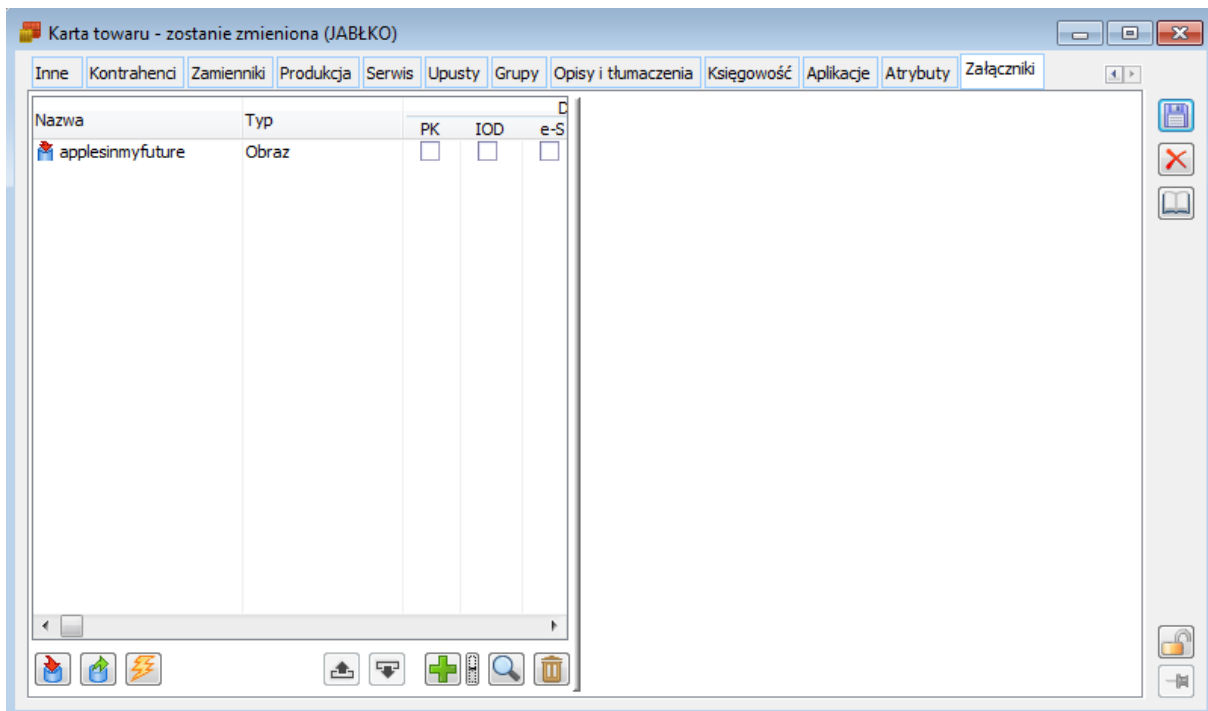 Karta towaru - zostanie zmieniona (JABŁKO)
Inne Kontrahenci Zamienniki Produkcja Serwis Upusty Grupy Opisy i tłumaczenia Księgowość Aplikacje Atrybuty Załączniki
D
Nazwa Typ PK IOD e-S
applesinmyfuture Obraz